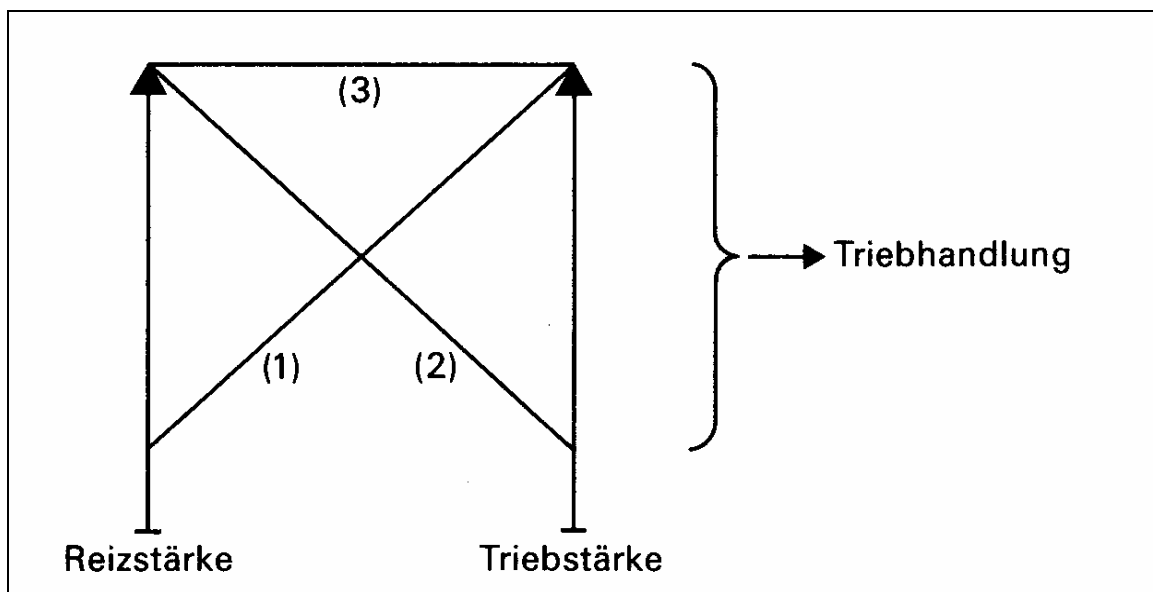 (3)
Triebhandlung
(1)
(2)
Reizstärke
Triebstärke